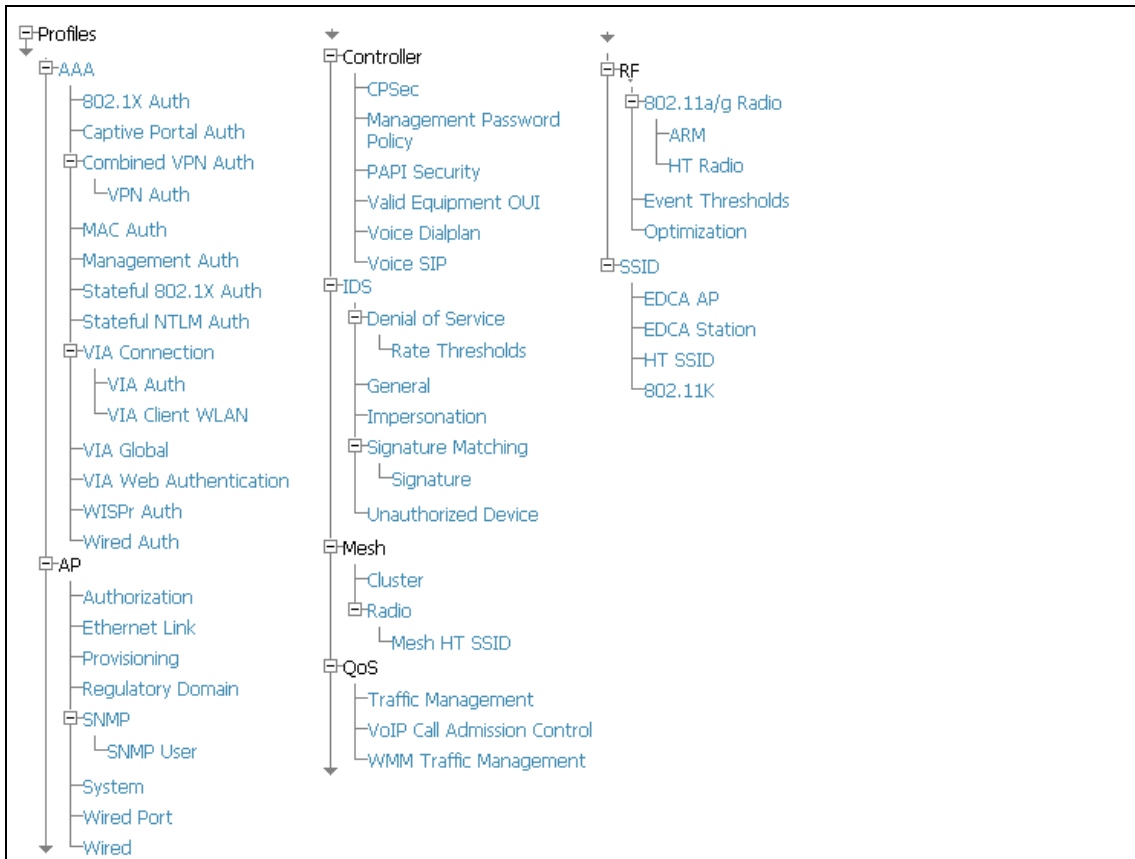 Profiles
AAA
802.1X Auth
Captive Portal Auth
Combined VPN Auth
VPN Auth
MAC Auth
Management Auth
Stateful 802.1X Auth
Stateful NTLM Auth
VIA Connection
VIA Auth
VIA Client WLAN
VIA Global
VIA Web Authentication
WISPr Auth
Wired Auth
AP
Authorization
Ethernet Link
Provisioning
Regulatory Domain
SNMP
SNMP User
System
Wired Port
Wired
Controller
CPSec
Management Password
Policy
PAPI Security
Valid Equipment OUI
Voice Dialplan
Voice SIP
IDS
Denial of Service
Rate Thresholds
General
Impersonation
Signature Matching
Signature
Unauthorized Device
Mesh
Cluster
Radio
Mesh HT SSID
QoS
Traffic Management
VoIP Call Admission Control
WMM Traffic Management
RF
802.11a/g Radio
ARM
HT Radio
Event Thresholds
Optimization
SSID
EDCA AP
EDCA Station
HT SSID
802.11K